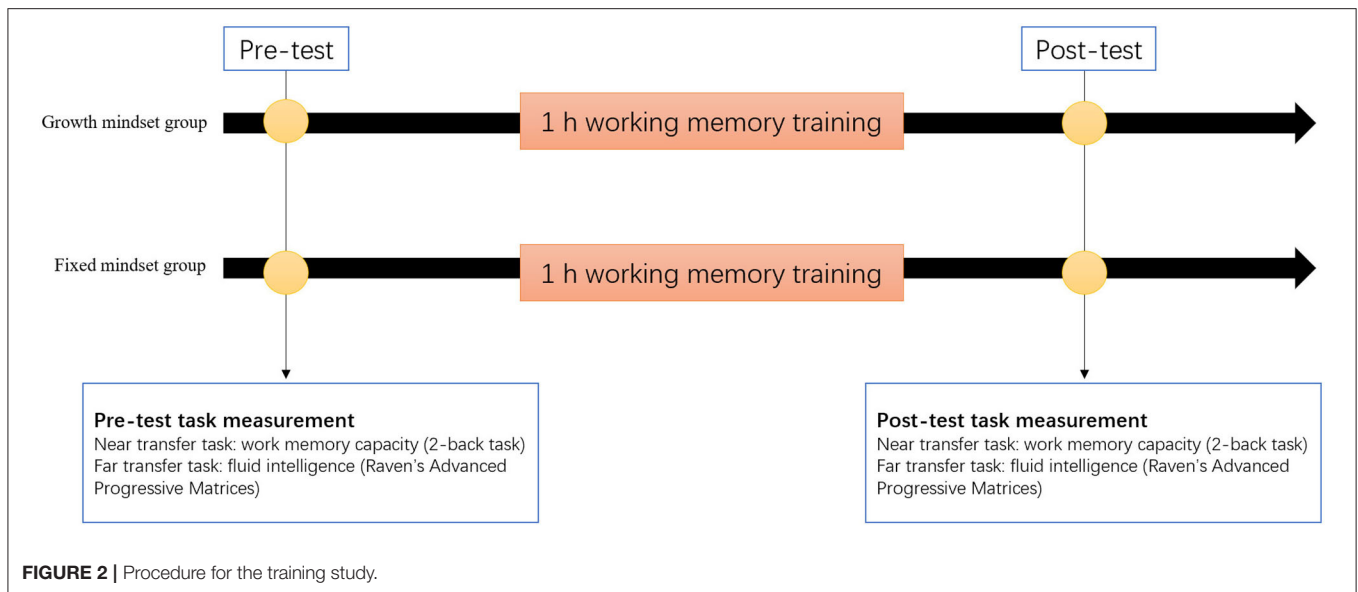 Pre-test
Post-test
Growth mindset group
1 h working memory training
Fixed mindset group
1 h working memory training
Pre-test task measurement
Near transfer task: work memory capacity (2-back task)
Far transfer task: fluid intelligence (Raven's Advanced
Progressive Matrices)
Post-test task measurement
Near transfer task: work memory capacity (2-back task)
Far transfer task: fluid intelligence (Raven's Advanced
Progressive Matrices)
FIGURE 2 | Procedure for the training study.